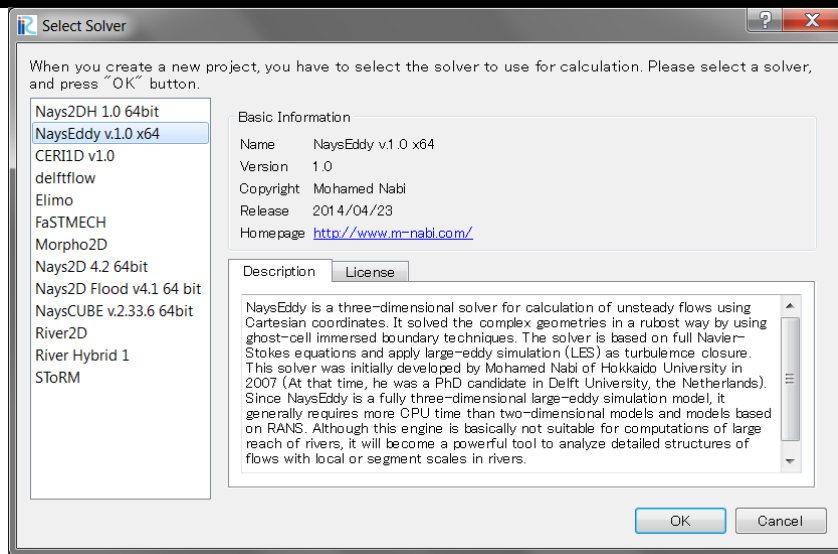 Select Solver
When you create a new project, you have to select the solver to use for calculation. Please select a solver,
and press "OK" button.
Nays2DH 1.0 64bit
NaysEddy v.1.0 x64
CERI1D v1.0
delftflow
Elimo
FaSTMECH
Morpho2D
Nays2D 4.2 64bit
Nays2D Flood v4.1 64 bit
NaysCUBE v.2.33.6 64bit
River2D
River Hybrid 1
SToRM
Basic Information
Name NaysEddy v.1.0 x64
Version 1.0
Copyright Mohamed Nabi
Release 2014/04/23
Homepage http://www.m-nabi.com/
Description License
NaysEddy is a three-dimensional solver for calculation of unsteady flows using
Cartesian coordinates. It solved the complex geometries in a rubost way by using
ghost-cell immersed boundary techniques. The solver is based on full Navier-
Stokes equations and apply large-eddy simulation (LES) as turbulemce closure.
This solver was initially developed by Mohamed Nabi of Hokkaido University in
2007 (At that time, he was a PhD candidate in Delft University, the Netherlands).
Since NaysEddy is a fully three-dimensional large-eddy simulation model, it
generally requires more CPU time than two-dimensional models and models based
on RANS. Although this engine is basically not suitable for computations of large
reach of rivers, it will become a powerful tool to analyze detailed structures of
flows with local or segment scales in rivers.
OK Cancel